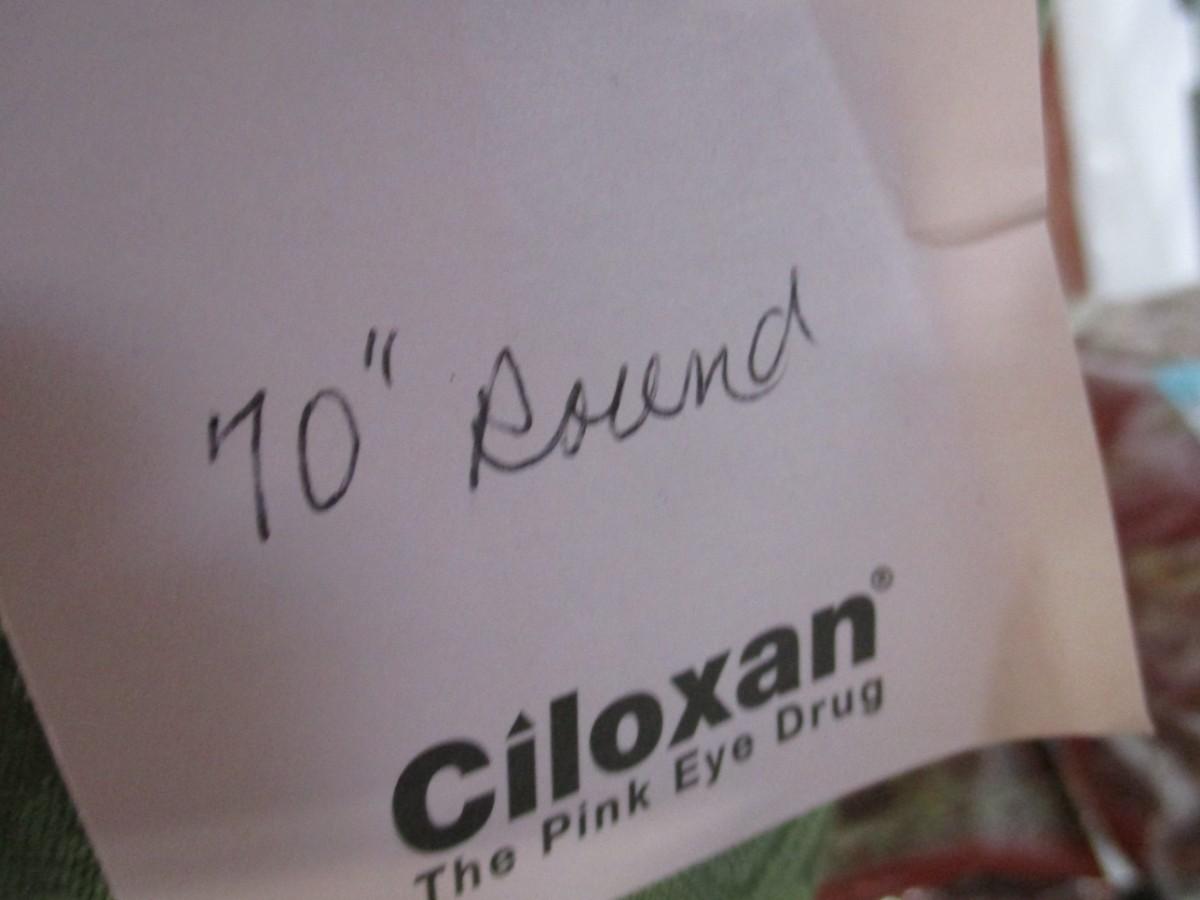 70" Round
Ciloxan®
The Pink Eye Drug